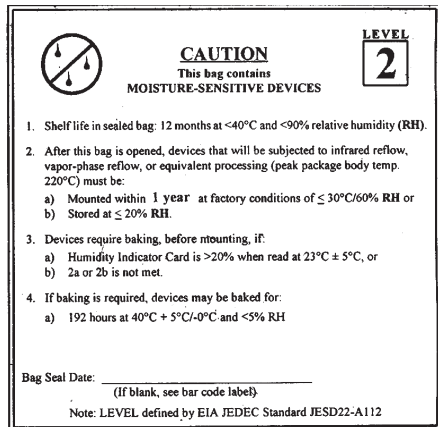 LEVEL
2
CAUTION
This bag contains
MOISTURE-SENSITIVE DEVICES
1. Shelf life in sealed bag: 12 months at <40°C and <90% relative humidity (RH).
2. After this bag is opened, devices that will be subjected to infrared reflow,
vapor-phase reflow, or equivalent processing (peak package body temp.
220°C) must be:
a) Mounted within 1 year at factory conditions of ≤ 30°C/60% RH or
b) Stored at ≤ 20% RH.
3. Devices require baking, before mounting, if:
a) Humidity Indicator Card is >20% when read at 23°C ± 5°C, or
b) 2a or 2b is not met.
4. If baking is required, devices may be baked for:
a) 192 hours at 40°C + 5°C/-0°C and <5% RH
Bag Seal Date:
(If blank, see bar code label)
Note: LEVEL defined by EIA JEDEC Standard JESD22-A112